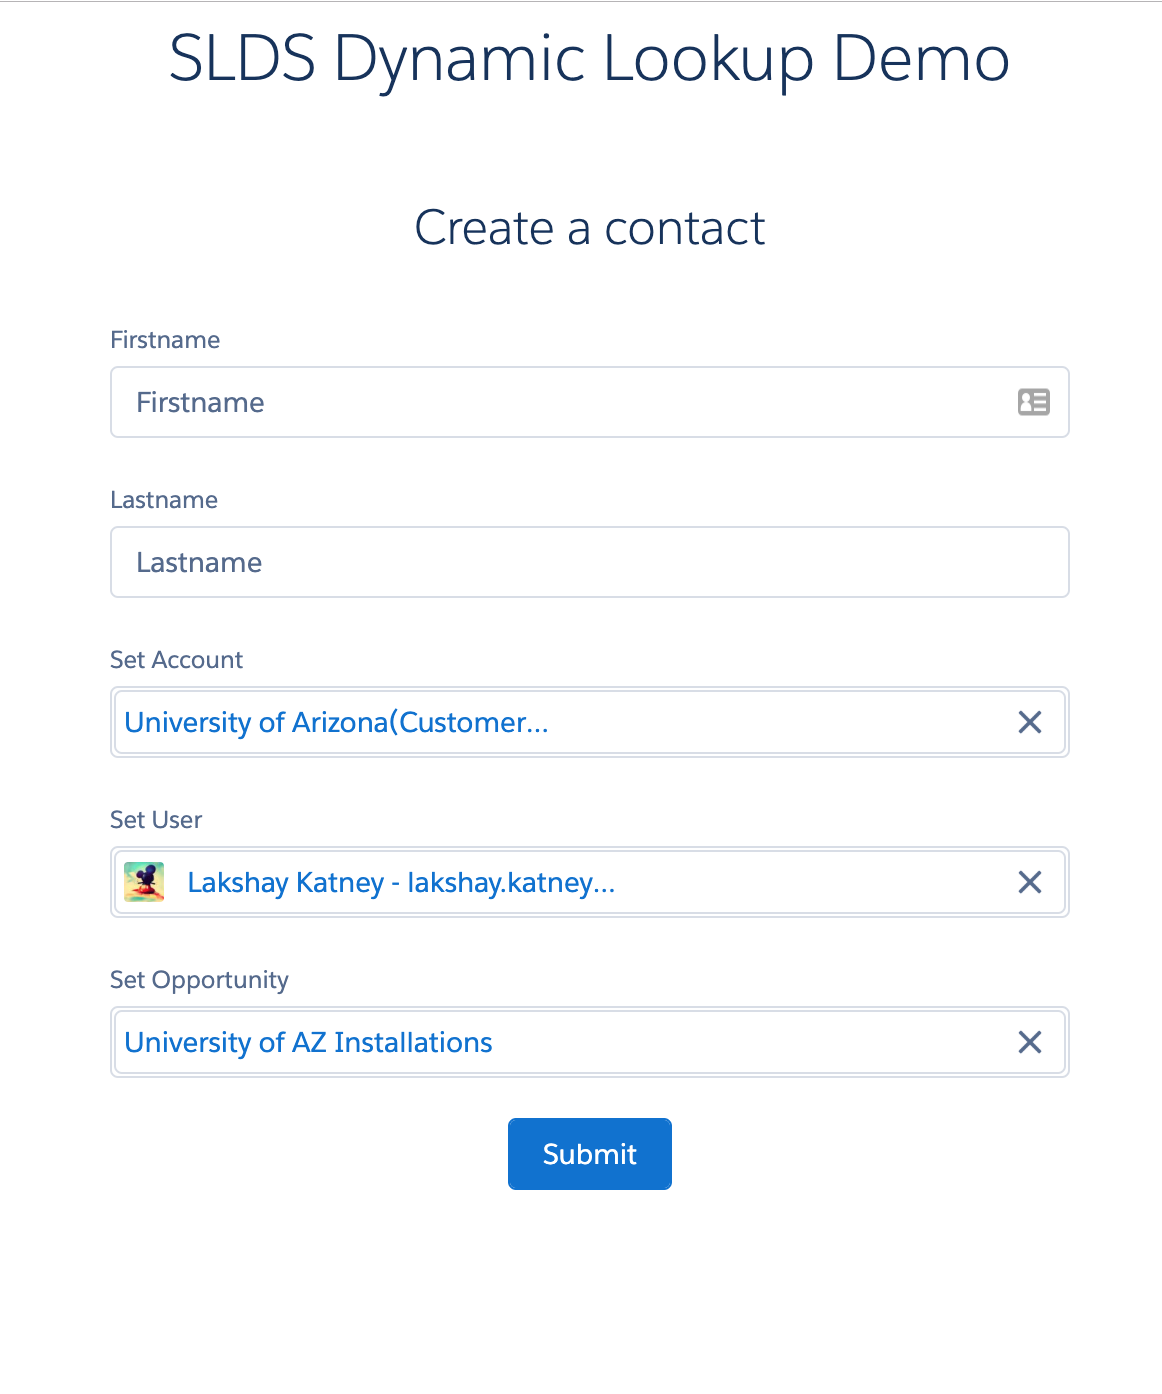 SLDS Dynamic Lookup Demo
Create a contact
Firstname
Firstname
Lastname
Lastname
Set Account
University of Arizona(Customer...
Set User
Lakshay Katney - lakshay.katney...
Set Opportunity
University of AZ Installations
Submit